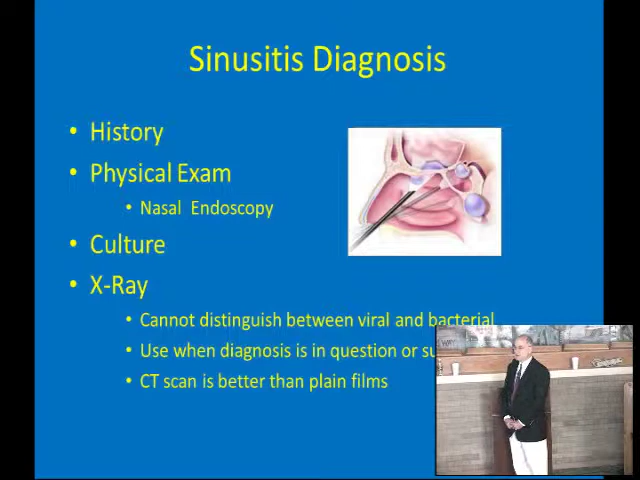 Sinusitis Diagnosis
• History
• Physical Exam
• Nasal Endoscopy
• Culture
• X-Ray
• Cannot distinguish between viral and bacterial
• Use when diagnosis is in question or
• CT scan is better than plain films